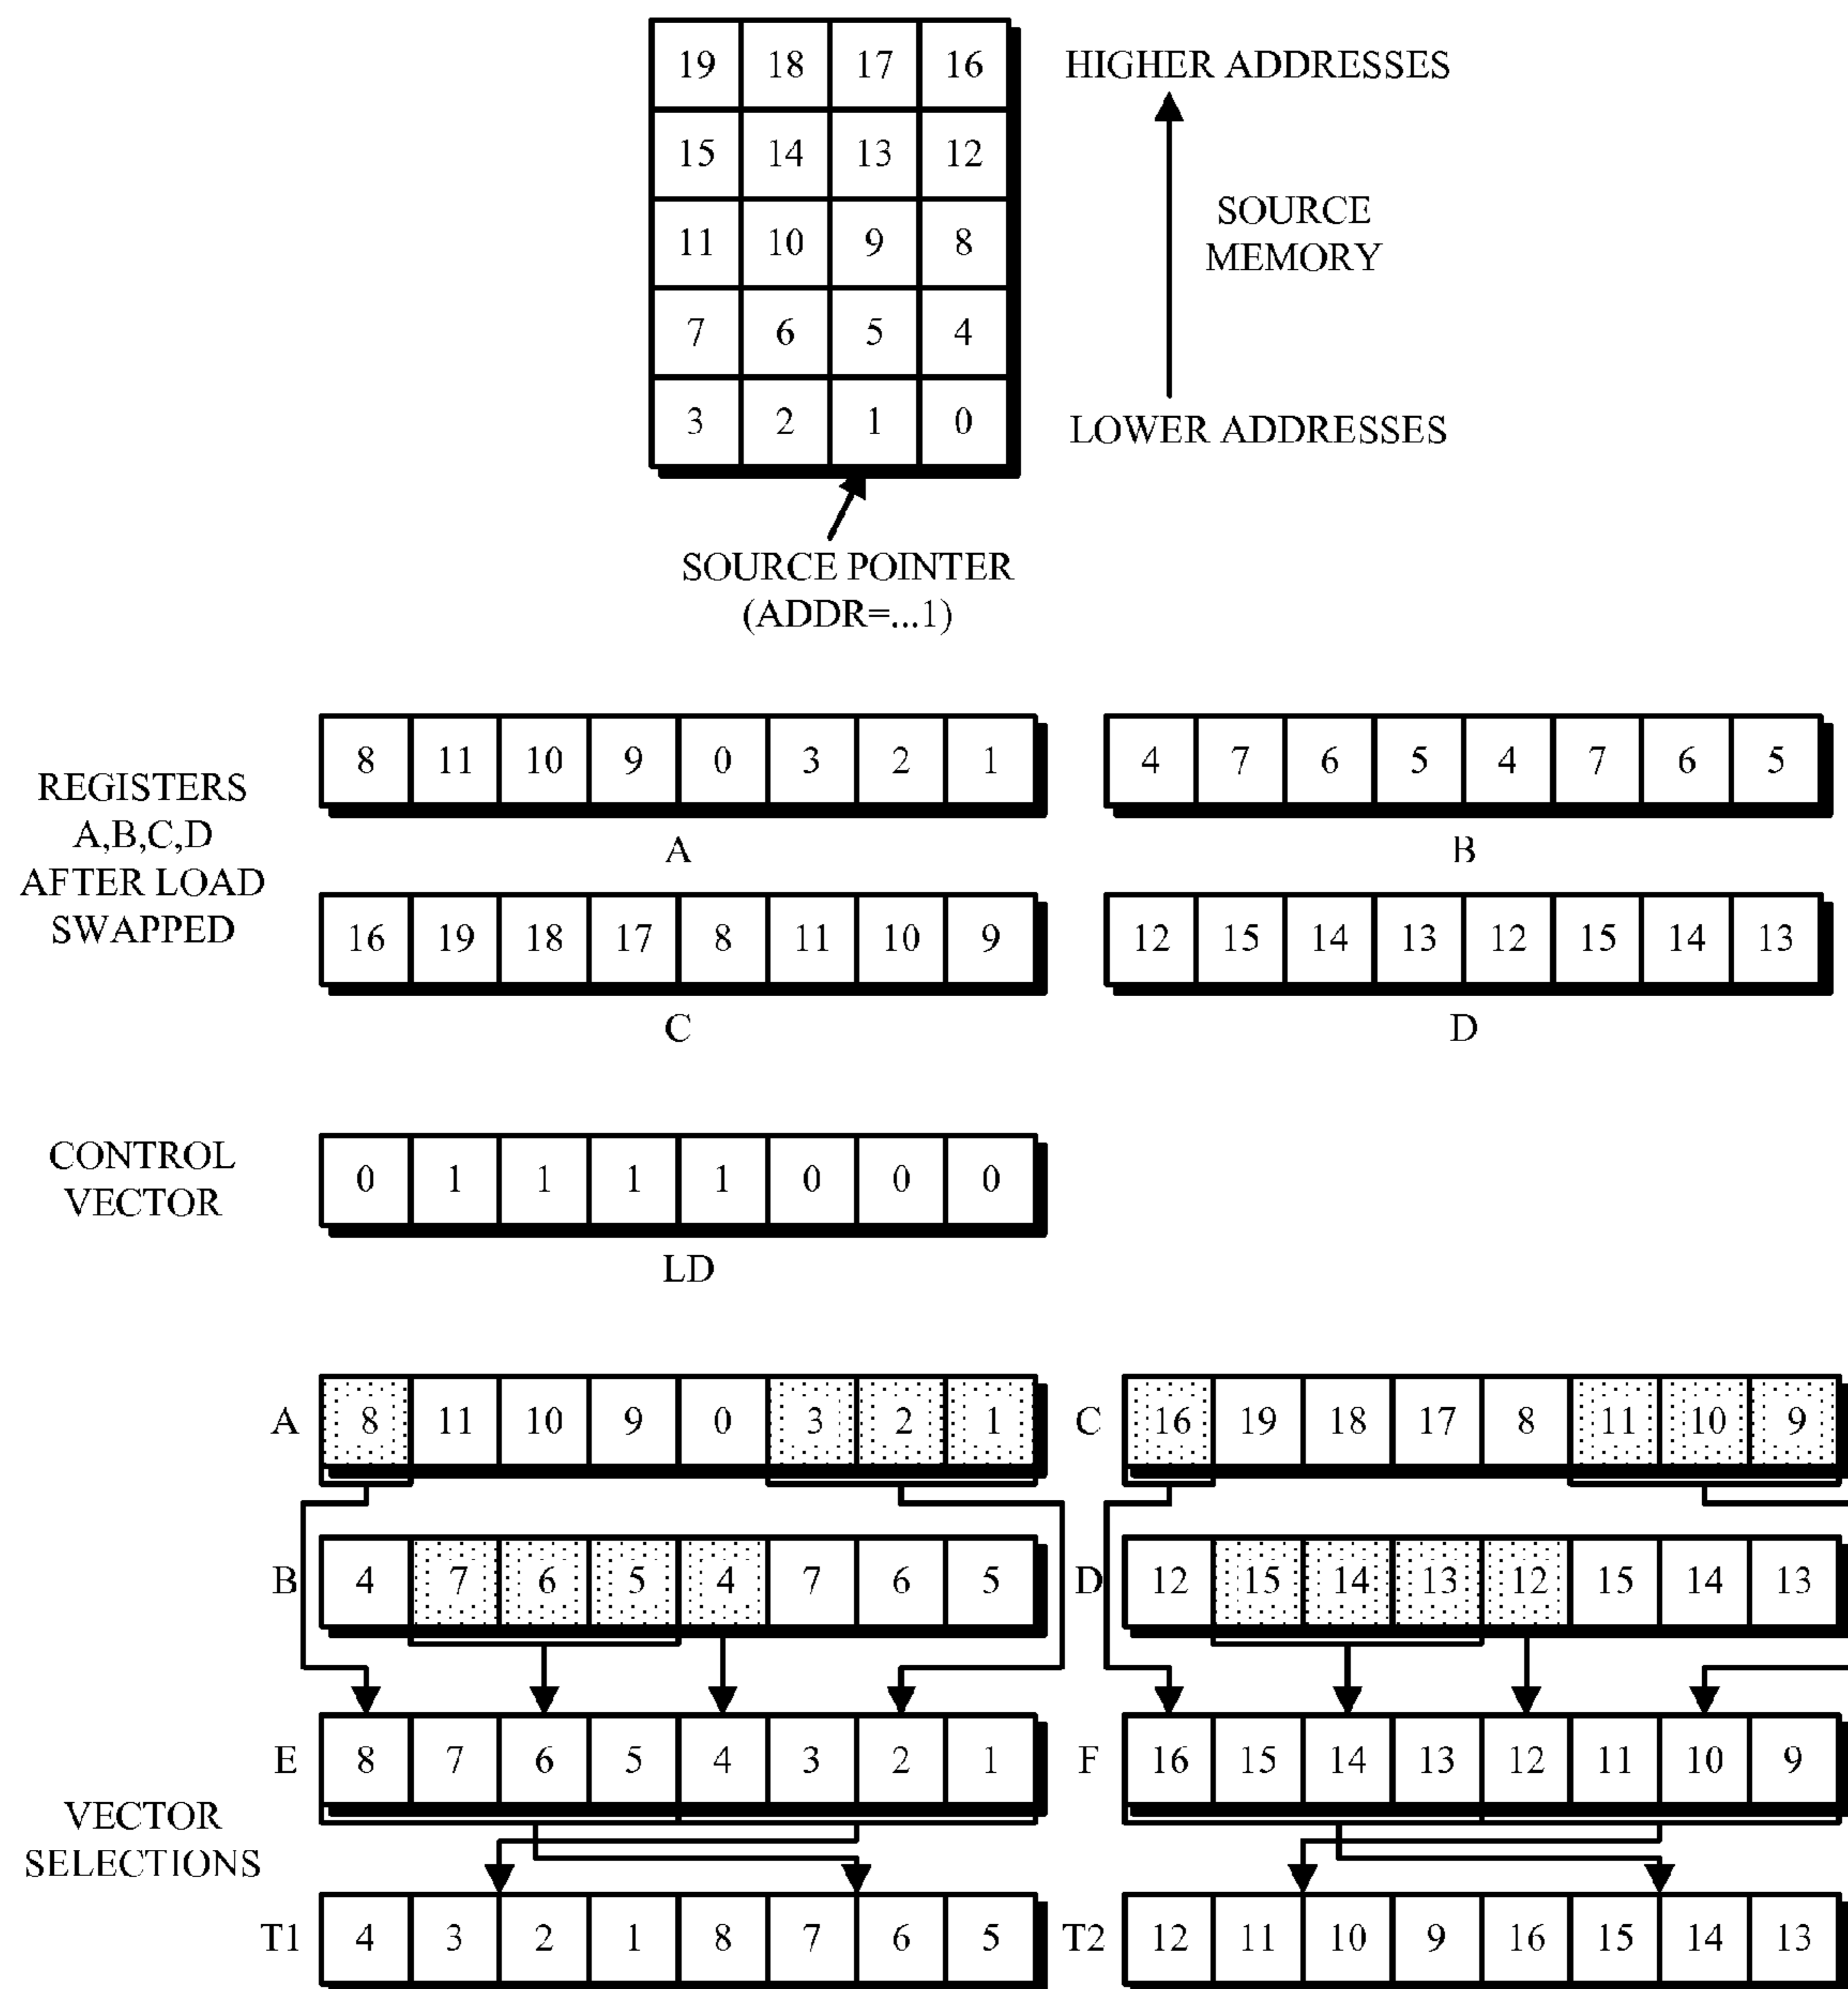 19 18 17 16
HIGHER ADDRESSES
15 14 13 12
SOURCE
MEMORY
11 10 9 8
7 6 5 4
3 2 1 0
LOWER ADDRESSES
SOURCE POINTER
(ADDR=...1)
REGISTERS
A,B,C,D
AFTER LOAD
SWAPPED
8 11 10 9 0 3 2 1
A
4 7 6 5 4 7 6 5
B
16 19 18 17 8 11 10 9
C
12 15 14 13 12 15 14 13
D
CONTROL
VECTOR
0 1 1 1 1 0 0 0
LD
A 8 11 10 9 0 3 2 1
C 16 19 18 17 8 11 10 9
B 4 7 6 5 4 7 6 5
D 12 15 14 13 12 15 14 13
E 8 7 6 5 4 3 2 1
F 16 15 14 13 12 11 10 9
VECTOR
SELECTIONS
T1 4 3 2 1 8 7 6 5
T2 12 11 10 9 16 15 14 13